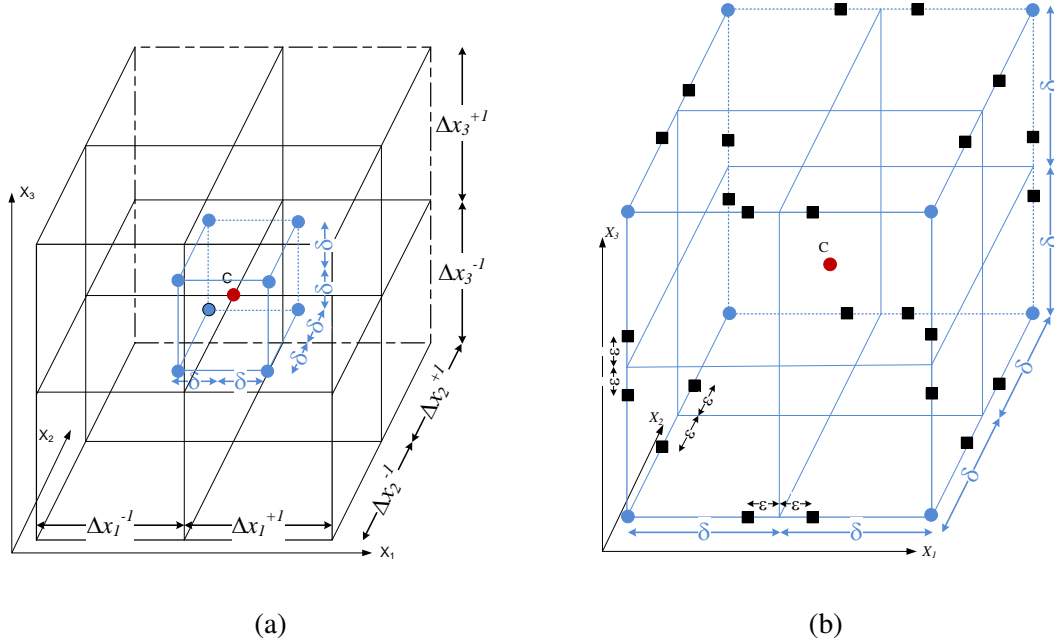 X3
Δx3+1
Δx3-1
C
δ
δ
δ
δ
δ
δ
X2
Δx2+1
Δx2-1
Δx1-1
Δx1+1
X1
(a)
δ
δ
X3
C
ε
ε
X2
ε
ε
δ
δ
ε
ε
δ
δ
X1
(b)